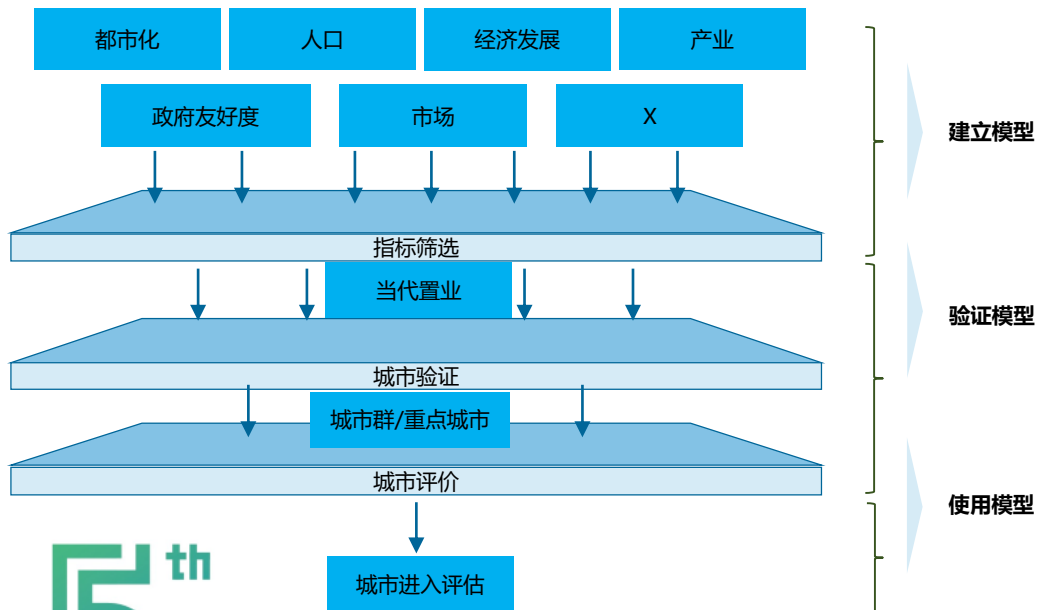 都市化
人口
经济发展
产业
政府友好度
市场
X
建立模型
指标筛选
当代置业
验证模型
城市验证
城市群/重点城市
城市评价
使用模型
5th
城市进入评估